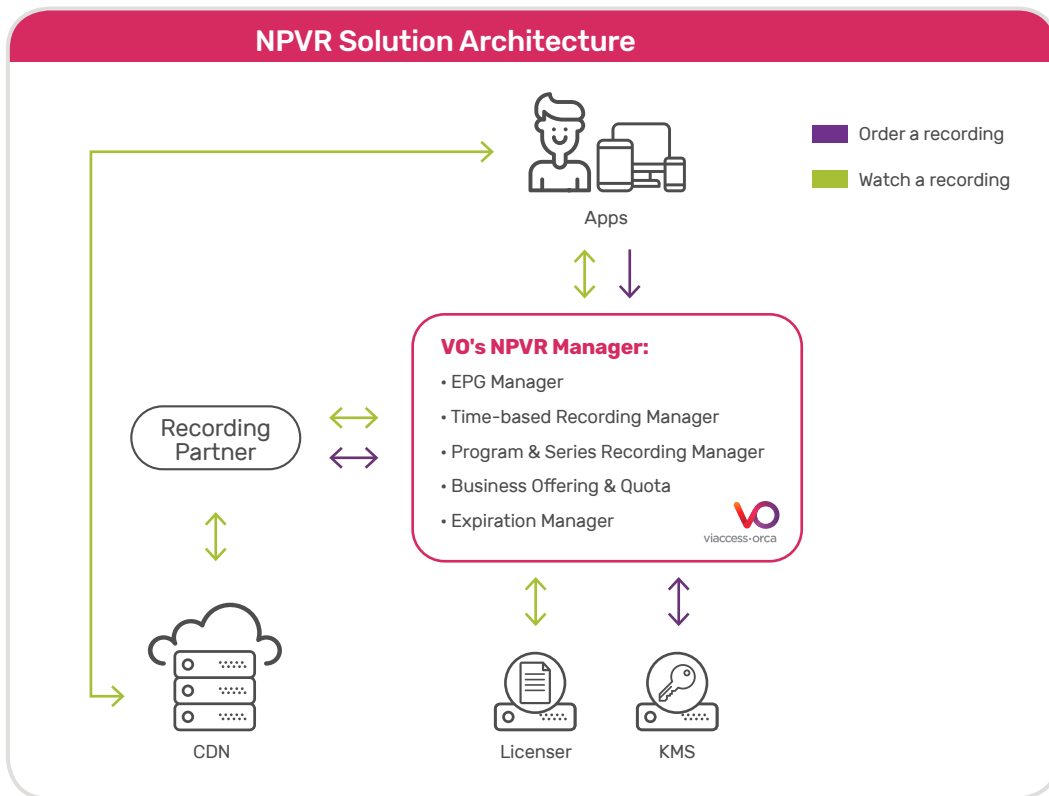 NPVR Solution Architecture
Order a recording
Watch a recording
Apps
VO's NPVR Manager:
• EPG Manager
• Time-based Recording Manager
• Program & Series Recording Manager
• Business Offering & Quota
• Expiration Manager
VO
viaccess·orca
Recording
Partner
CDN
Licenser
KMS